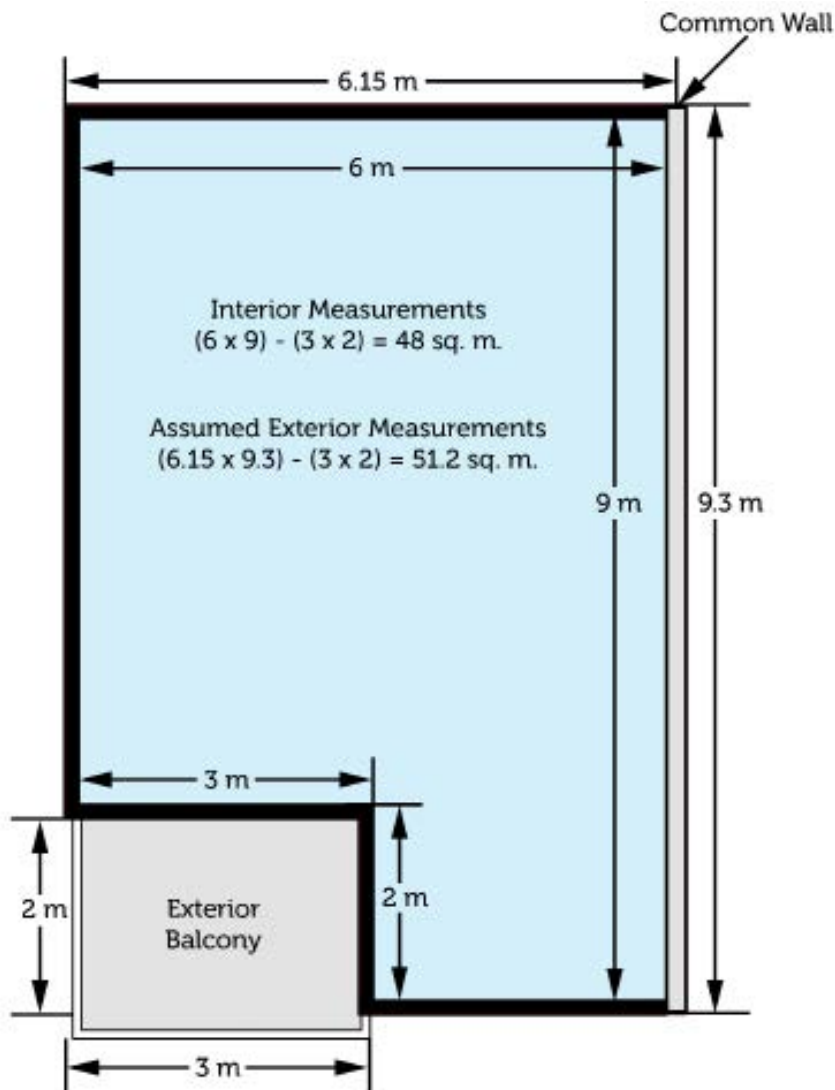 Common Wall
6.15 m
6 m
Interior Measurements
(6 x 9) - (3 x 2) = 48 sq. m.
Assumed Exterior Measurements
(6.15 x 9.3) - (3 x 2) = 51.2 sq. m.
9 m
9.3 m
3 m
2 m
Exterior
Balcony
2 m
3 m